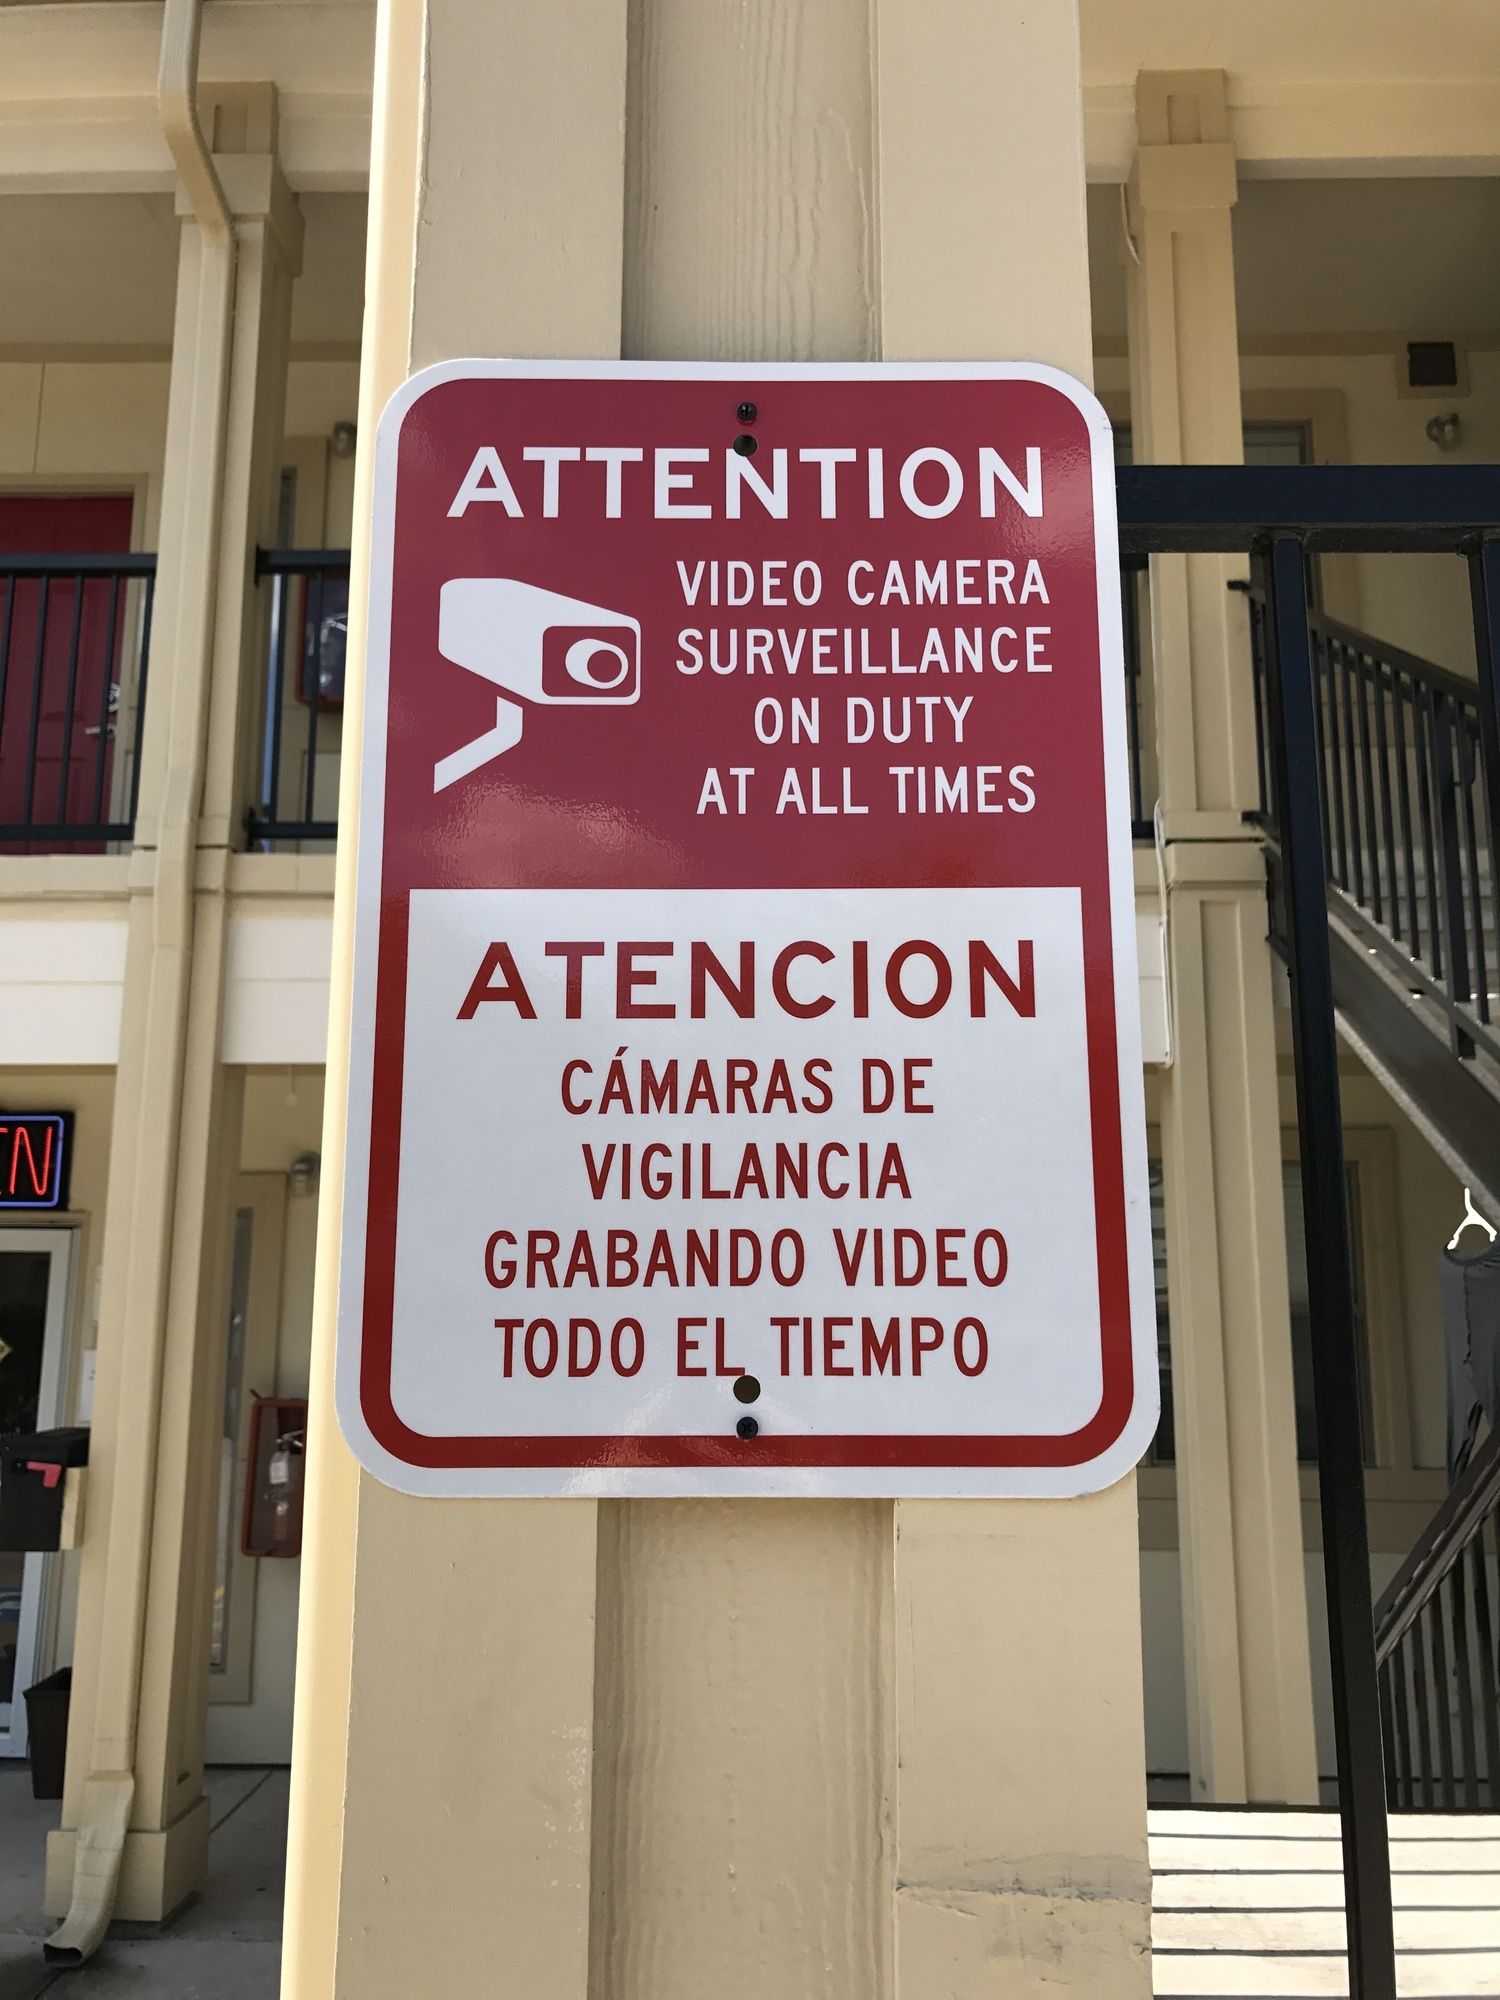 ATTENTION
VIDEO CAMERA
SURVEILLANCE
ON DUTY
AT ALL TIMES
ATENCION
CÁMARAS DE
VIGILANCIA
GRABANDO VIDEO
TODO EL TIEMPO